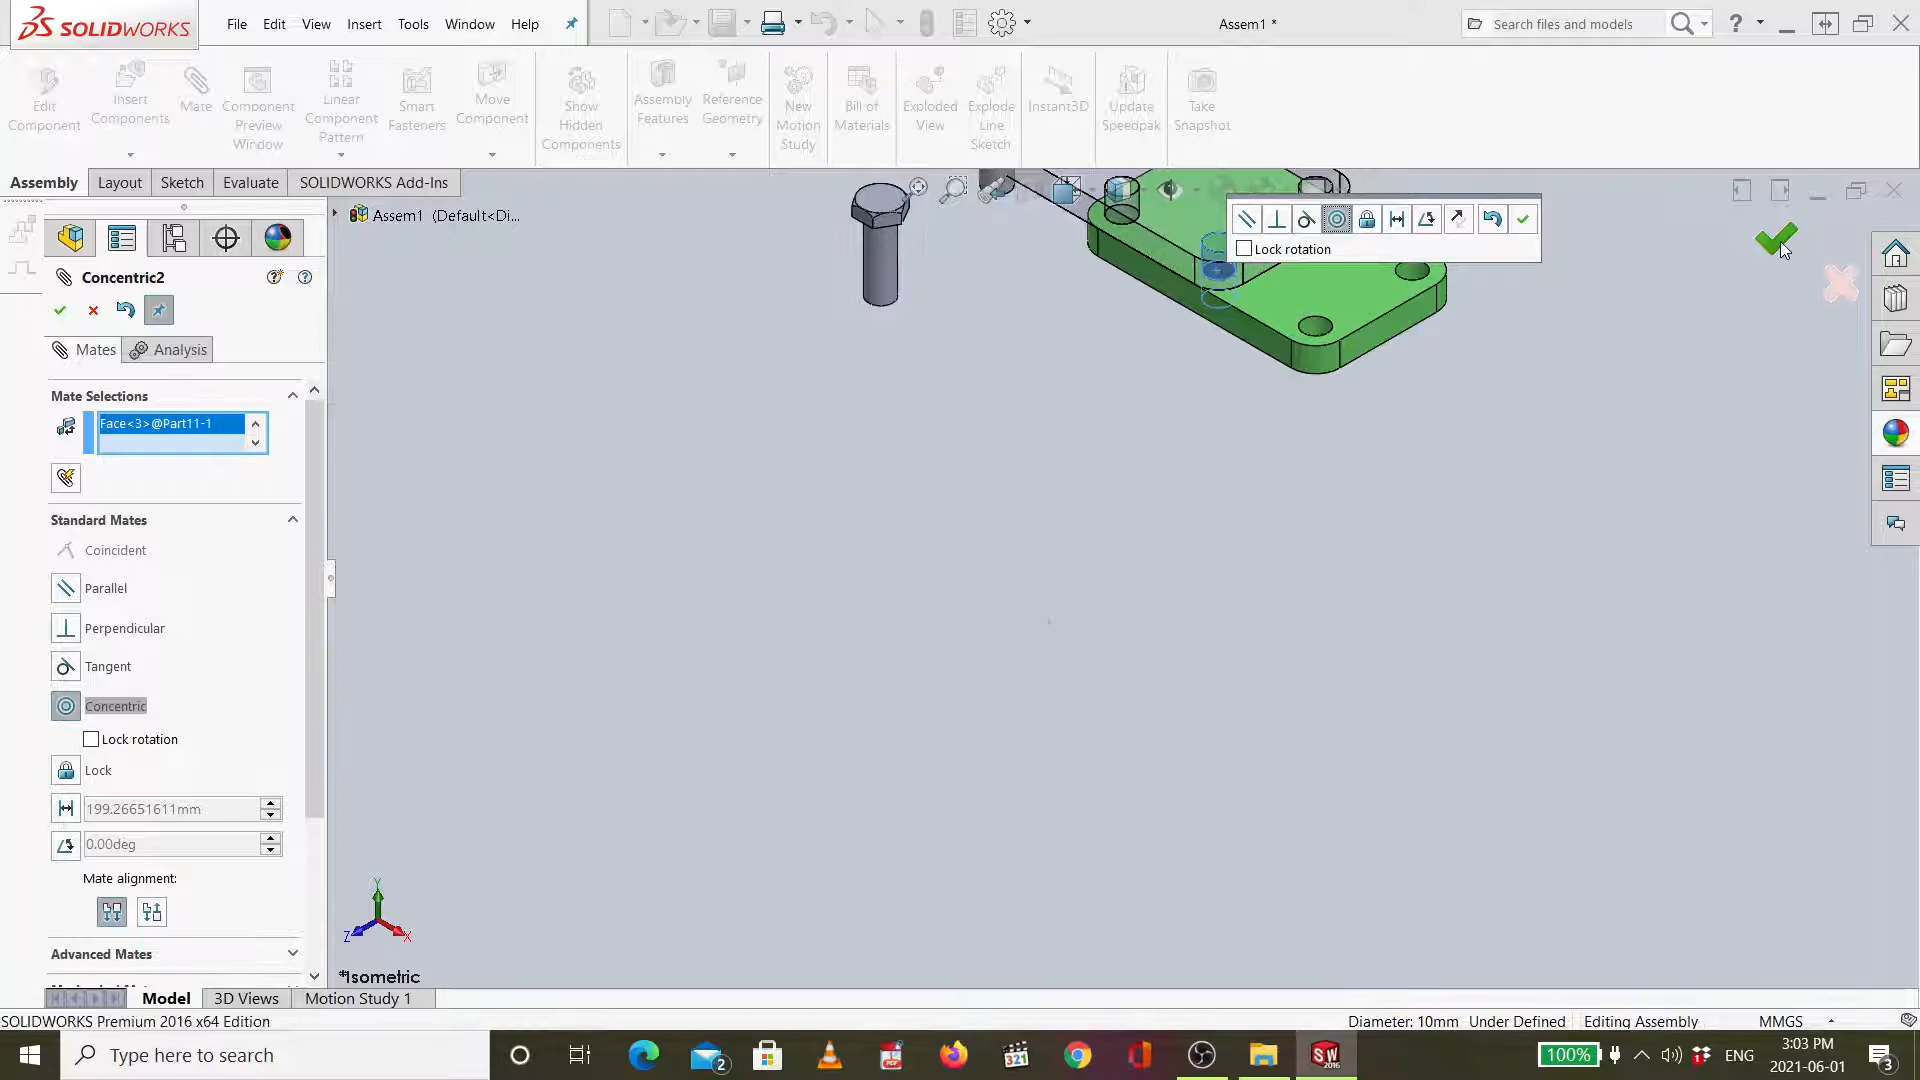 SOLIDWORKS
File Edit View Insert Tools Window Help
Assem1 *
Search files and models
?
Edit Component
Insert Components
Mate
Component Preview Window
Linear Component Pattern
Smart Fasteners
Move Component
Show Hidden Components
Assembly Features
Reference Geometry
New Motion Study
Bill of Materials
Exploded View
Explode Line Sketch
Instant3D
Update Speedpak
Take Snapshot
Assembly Layout Sketch Evaluate SOLIDWORKS Add-Ins
Assem1 (Default<Di...
Lock rotation
Concentric2
Mates Analysis
Mate Selections
Face<3>@Part11-1
Standard Mates
Coincident
Parallel
Perpendicular
Tangent
Concentric
Lock rotation
Lock
199.26651611mm
0.00deg
Mate alignment:
Advanced Mates
Y
Z X
*Isometric
Model 3D Views Motion Study 1
SOLIDWORKS Premium 2016 x64 Edition
Diameter: 10mm Under Defined Editing Assembly MMGS
Type here to search
2
321
SW
2016
100%
ENG
3:03 PM
2021-06-01
3